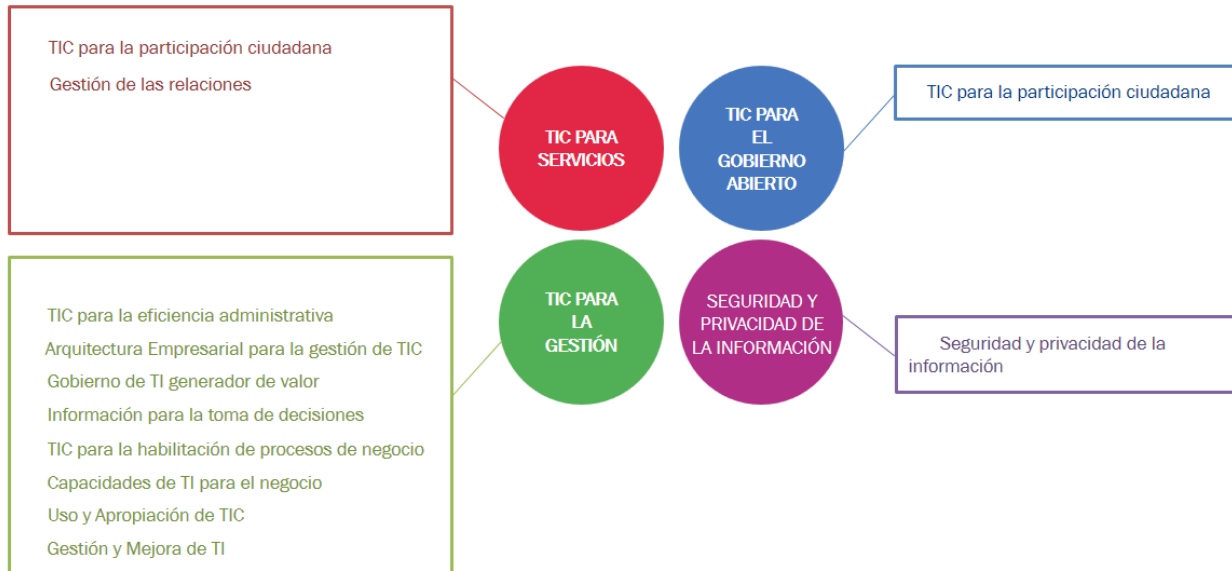 TIC para la participación ciudadana
Gestión de las relaciones
TIC PARA
SERVICIOS
TIC PARA
EL
GOBIERNO
ABIERTO
TIC para la participación ciudadana
TIC para la eficiencia administrativa
Arquitectura Empresarial para la gestión de TIC
Gobierno de TI generador de valor
Información para la toma de decisiones
TIC para la habilitación de procesos de negocio
Capacidades de TI para el negocio
Uso y Apropiación de TIC
Gestión y Mejora de TI
TIC PARA
LA
GESTIÓN
SEGURIDAD Y
PRIVACIDAD DE
LA INFORMACIÓN
Seguridad y privacidad de la
información